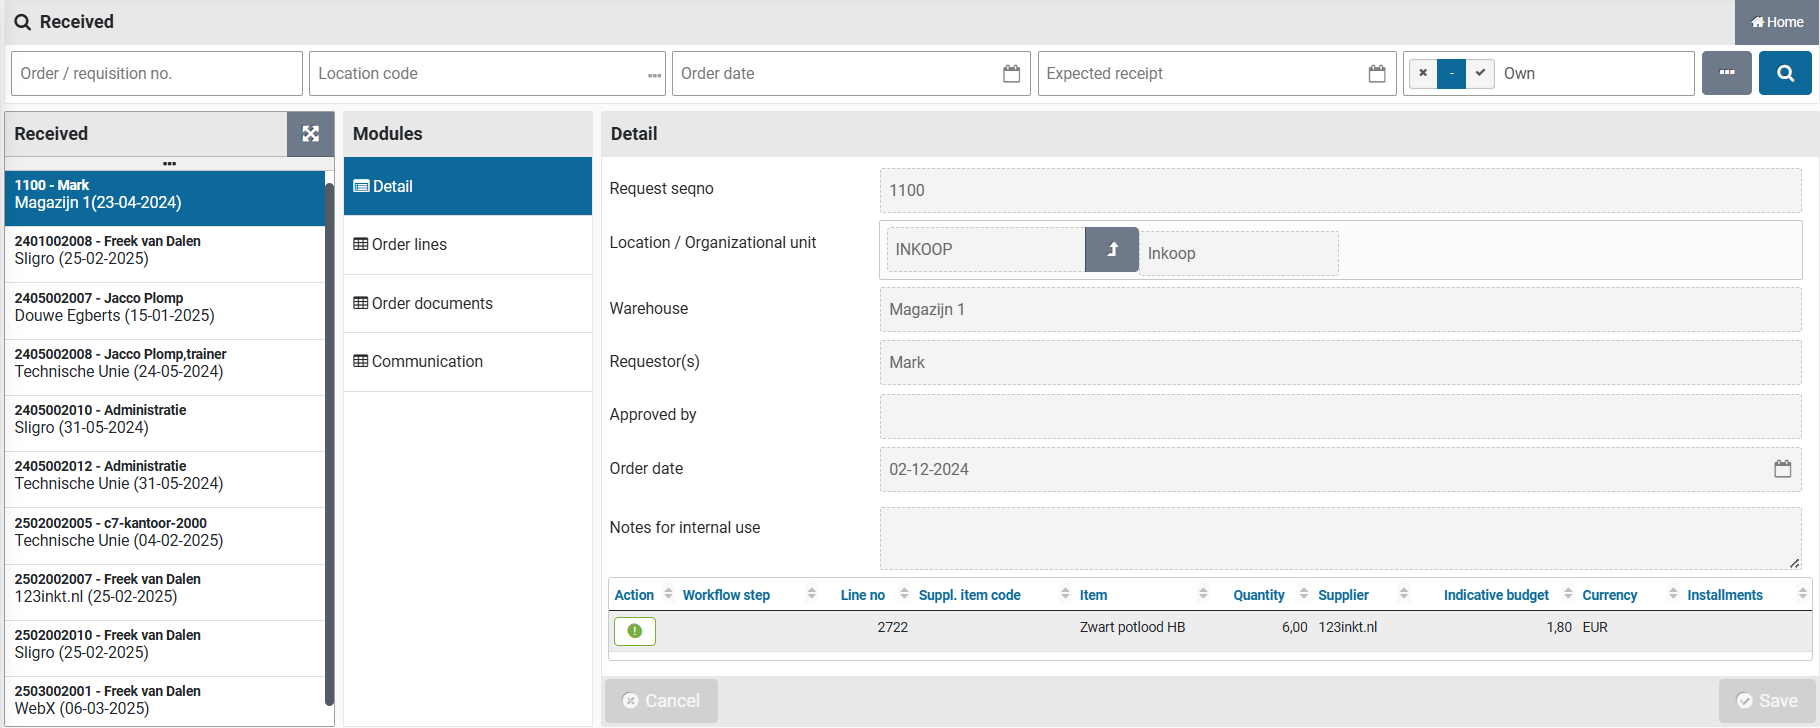 Received
Home
Order / requisition no.
Location code
Order date
Expected receipt
- Own
Received
1100 - Mark
Magazijn 1(23-04-2024)
2401002008 - Freek van Dalen
Sligro (25-02-2025)
2405002007 - Jacco Plomp
Douwe Egberts (15-01-2025)
2405002008 - Jacco Plomp,trainer
Technische Unie (24-05-2024)
2405002010 - Administratie
Sligro (31-05-2024)
2405002012 - Administratie
Technische Unie (31-05-2024)
2502002005 - c7-kantoor-2000
Technische Unie (04-02-2025)
2502002007 - Freek van Dalen
123inkt.nl (25-02-2025)
2502002010 - Freek van Dalen
Sligro (25-02-2025)
2503002001 - Freek van Dalen
WebX (06-03-2025)
Modules
Detail
Order lines
Order documents
Communication
Detail
Request seqno 1100
Location / Organizational unit INKOOP Inkoop
Warehouse Magazijn 1
Requestor(s) Mark
Approved by
Order date 02-12-2024
Notes for internal use
Action Workflow step Line no Suppl. item code Item Quantity Supplier Indicative budget Currency Installments
2722 Zwart potlood HB 6,00 123inkt.nl 1,80 EUR
Cancel
Save